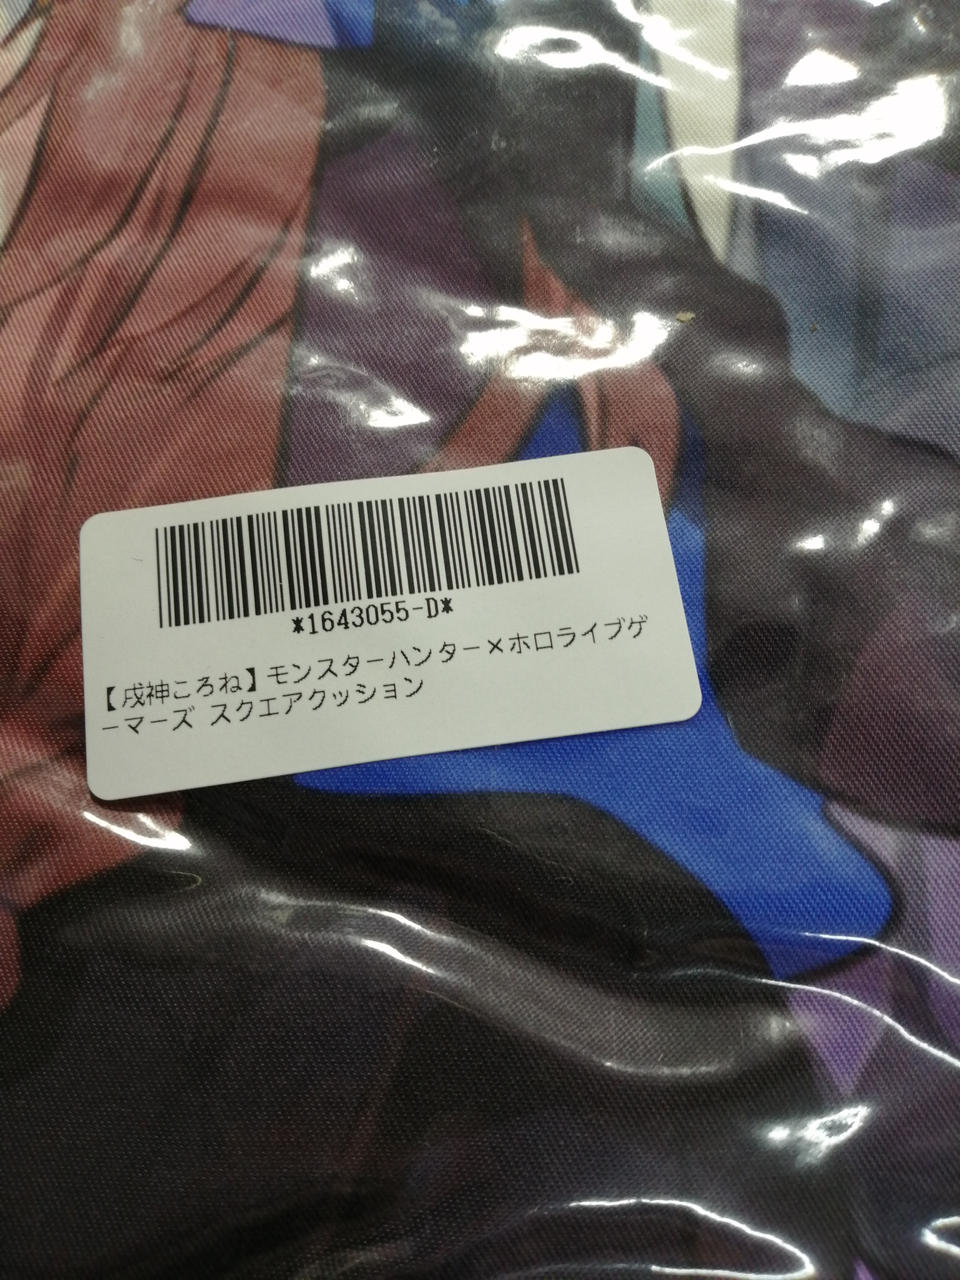 *1643055-D*
【戌神ころね】モンスターハンター×ホロライブゲ
ーマーズ スクエアクッション